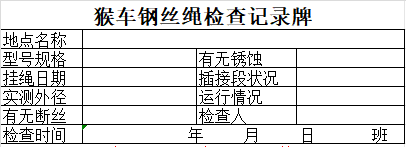 猴车钢丝绳检查记录牌
地点名称
型号规格 有无锈蚀
挂绳日期 插接段状况
实测外径 运行情况
有无断丝 检查人
检查时间 年 月 日 班